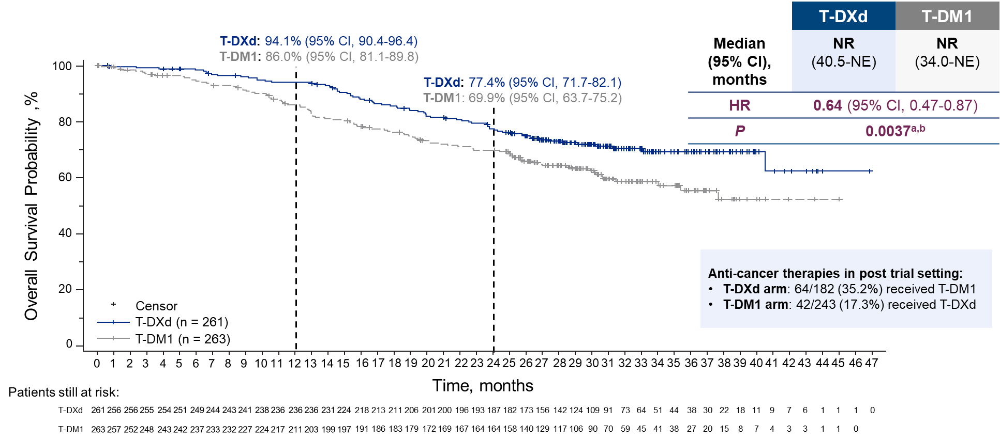 T-DXd T-DM1
Median NR NR
(95% CI), (40.5-NE) (34.0-NE)
months
HR 0.64 (95% CI, 0.47-0.87)
P 0.0037a,b
T-DXd: 94.1% (95% CI, 90.4-96.4)
T-DM1: 86.0% (95% CI, 81.1-89.8)
T-DXd: 77.4% (95% CI, 71.7-82.1)
T-DM1: 69.9% (95% CI, 63.7-75.2)
Overall Survival Probability ,%
100
80
60
40
20
0
Censor
T-DXd (n = 261)
T-DM1 (n = 263)
Anti-cancer therapies in post trial setting:
• T-DXd arm: 64/182 (35.2%) received T-DM1
• T-DM1 arm: 42/243 (17.3%) received T-DXd
0 1 2 3 4 5 6 7 8 9 10 11 12 13 14 15 16 17 18 19 20 21 22 23 24 25 26 27 28 29 30 31 32 33 34 35 36 37 38 39 40 41 42 43 44 45 46 47
Time, months
Patients still at risk:
T-DXd 261 256 256 255 254 251 249 244 243 241 238 236 236 236 231 224 218 213 211 206 201 200 196 193 187 182 173 156 142 124 109 91 73 64 51 44 38 30 22 18 11 9 7 6 1 1 1 0
T-DM1 263 257 252 248 243 242 237 233 232 227 224 217 211 203 199 197 191 186 183 179 172 169 167 164 164 158 140 129 117 106 90 70 59 45 41 38 27 20 15 8 7 4 3 3 1 1 0